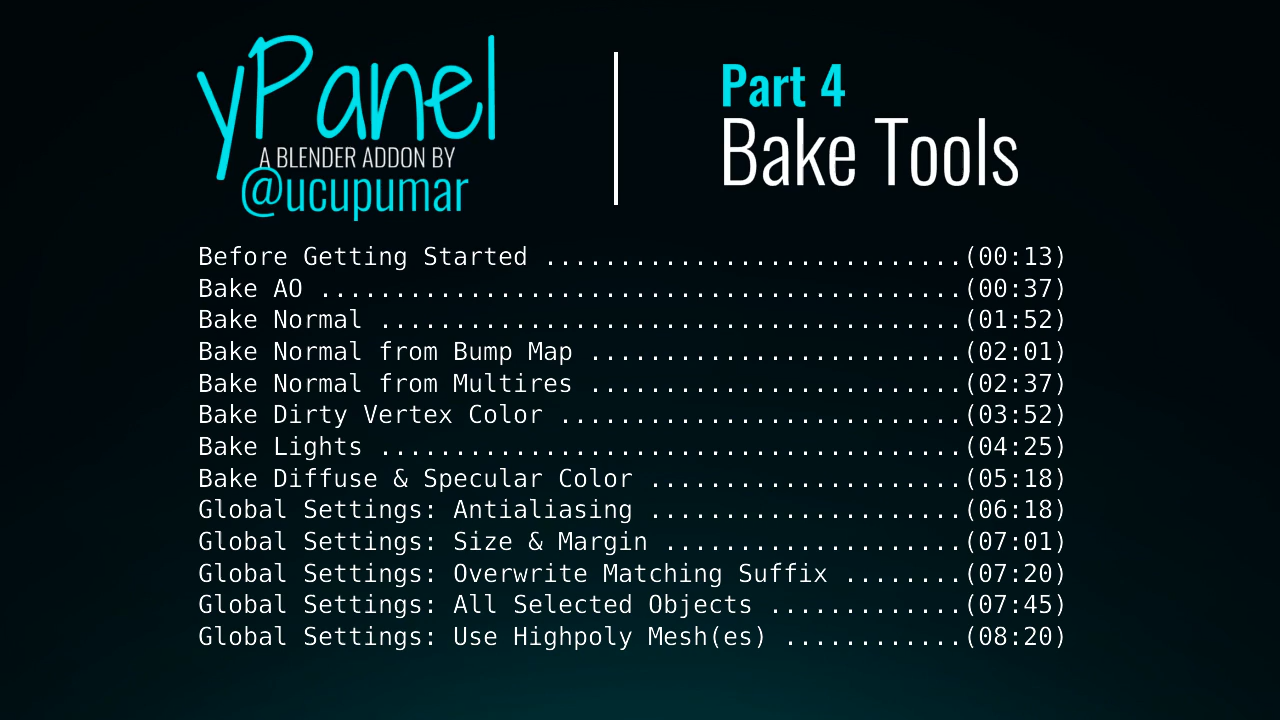 yPanel
A BLENDER ADDON BY
@ucupumar
Part 4
Bake Tools
Before Getting Started ............................(00:13)
Bake AO ...........................................(00:37)
Bake Normal .......................................(01:52)
Bake Normal from Bump Map .........................(02:01)
Bake Normal from Multires .........................(02:37)
Bake Dirty Vertex Color ...........................(03:52)
Bake Lights .......................................(04:25)
Bake Diffuse & Specular Color .....................(05:18)
Global Settings: Antialiasing .....................(06:18)
Global Settings: Size & Margin ....................(07:01)
Global Settings: Overwrite Matching Suffix ........(07:20)
Global Settings: All Selected Objects .............(07:45)
Global Settings: Use Highpoly Mesh(es) ............(08:20)